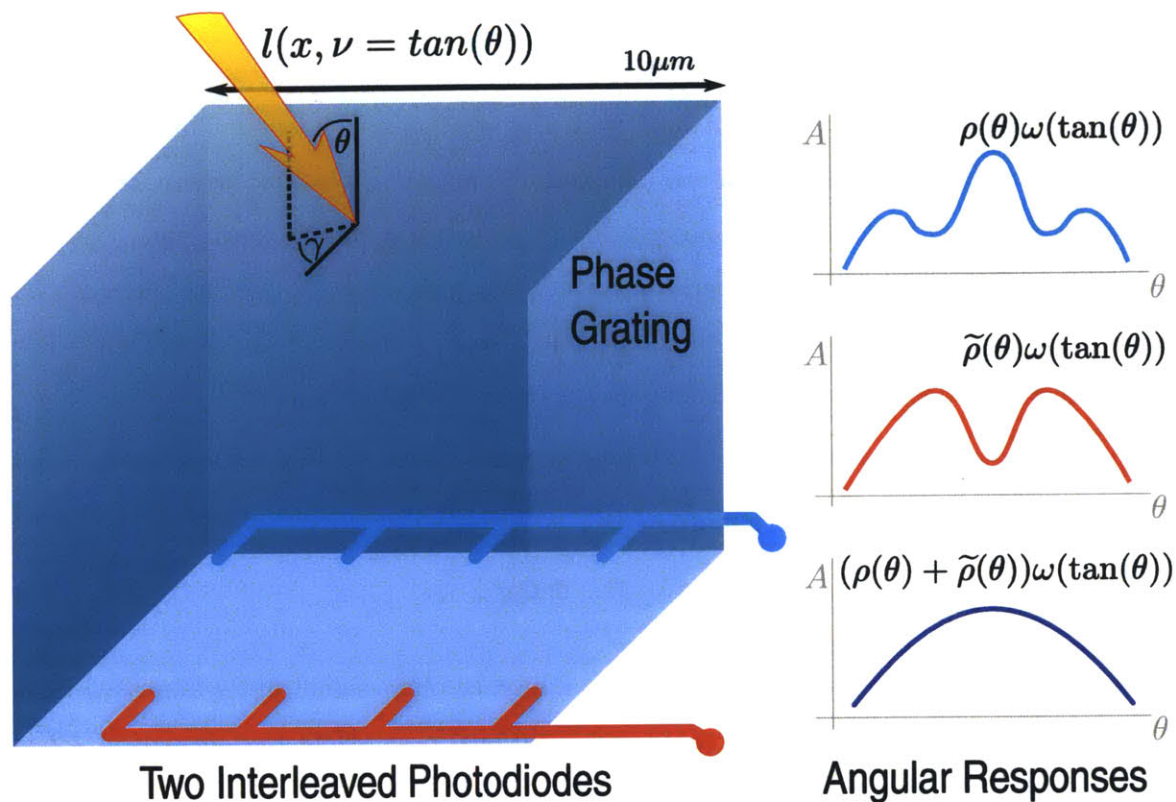 l(x, ν = tan(θ))
10μm
θ
γ
Phase
Grating
Two Interleaved Photodiodes
A
ρ(θ)ω(tan(θ))
θ
A
ρ̃(θ)ω(tan(θ))
θ
A
(ρ(θ) + ρ̃(θ))ω(tan(θ))
θ
Angular Responses